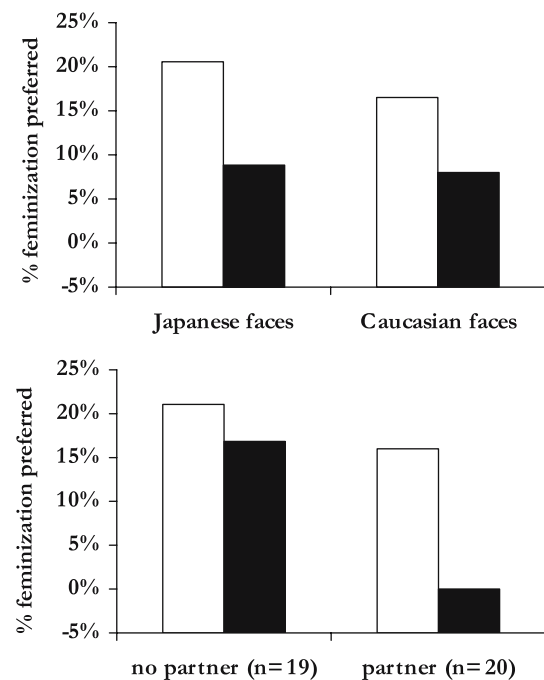 % feminization preferred
25%
20%
15%
10%
5%
0%
-5%
Japanese faces
Caucasian faces
% feminization preferred
25%
20%
15%
10%
5%
0%
-5%
no partner (n=19)
partner (n=20)